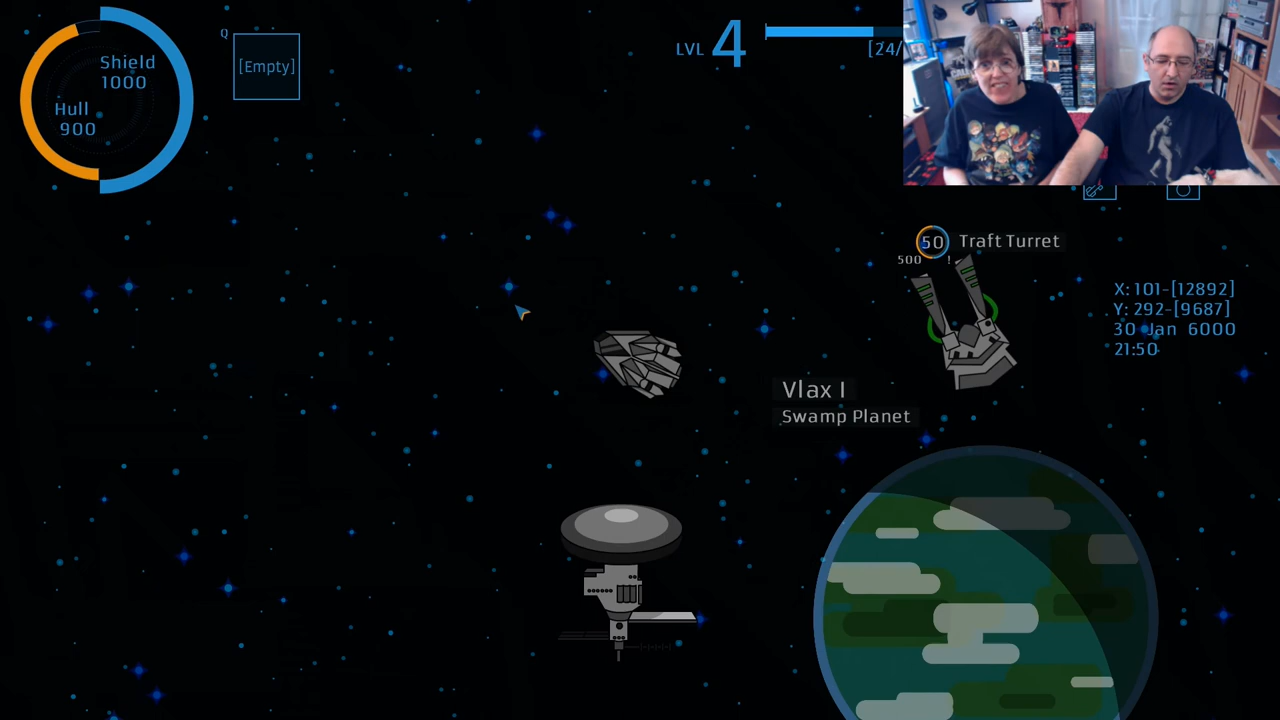 Shield
1000
Hull
900
Q
[Empty]
LVL 4
[24/
50 Traft Turret
500 !
X: 101-[12892]
Y: 292-[9687]
30 Jan 6000
21:50
Vlax I
Swamp Planet